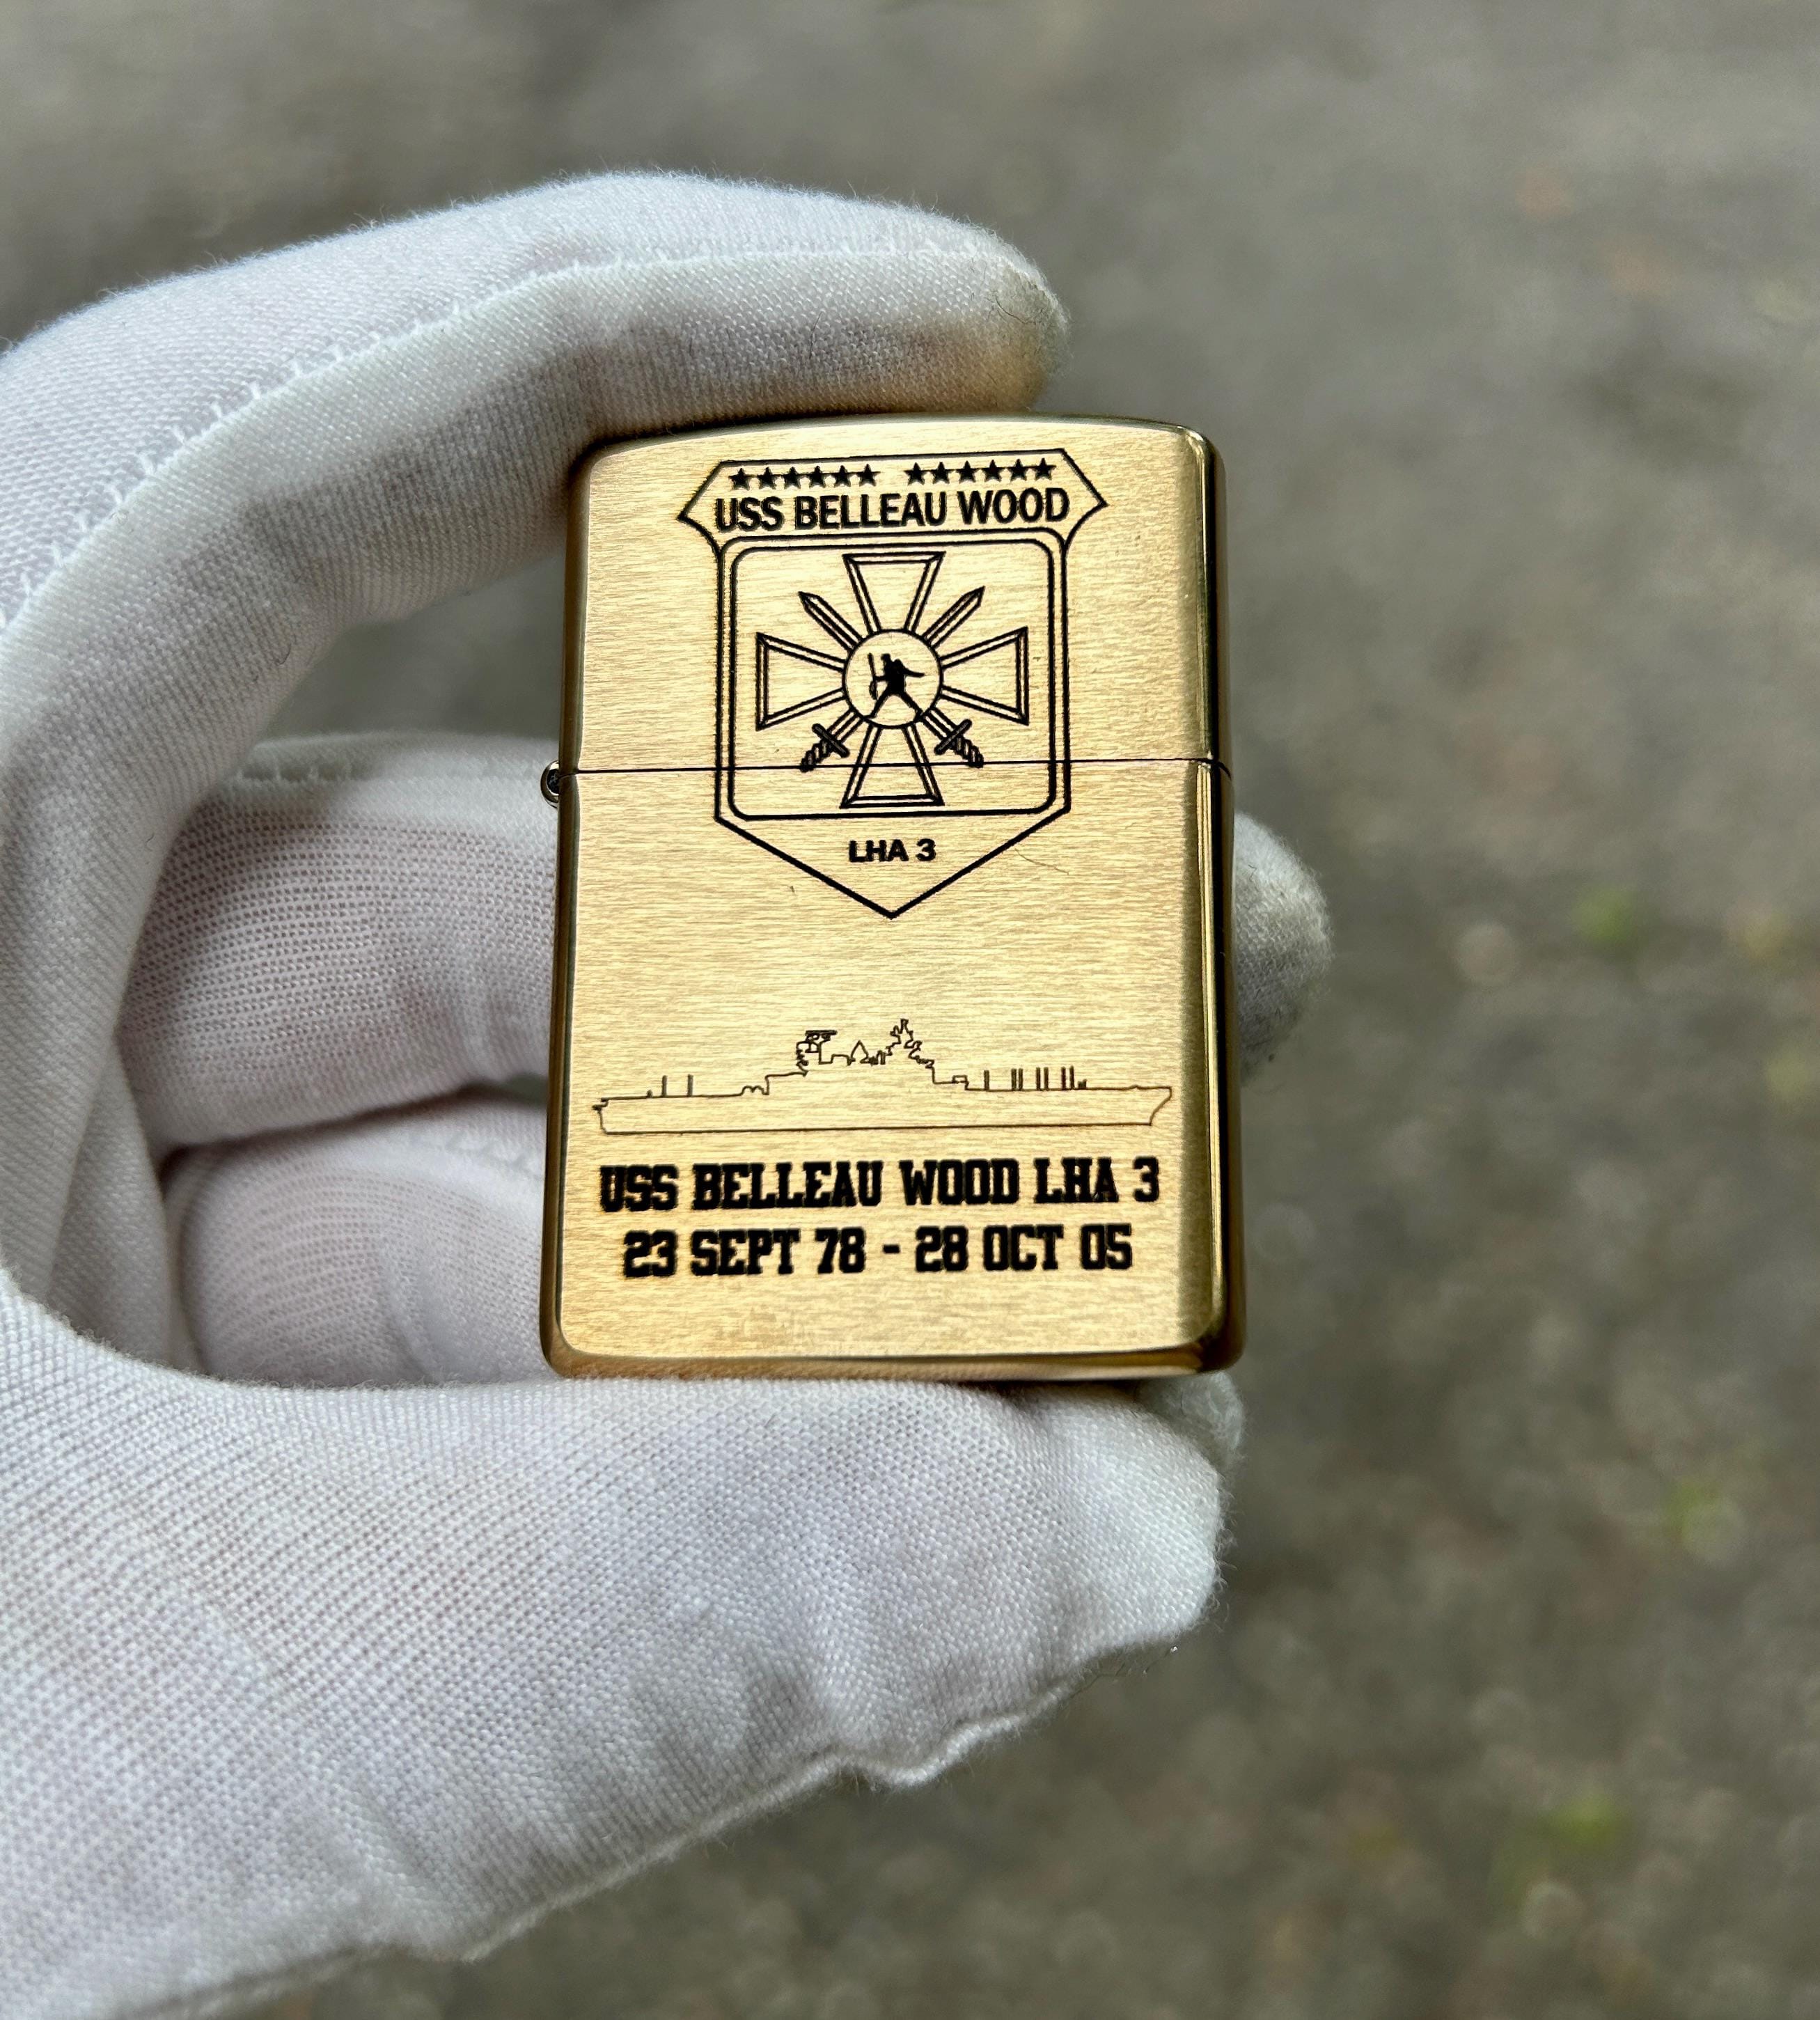 USS BELLEAU WOOD
LHA 3
USS BELLEAU WOOD LHA 3
23 SEPT 78 - 28 OCT 05